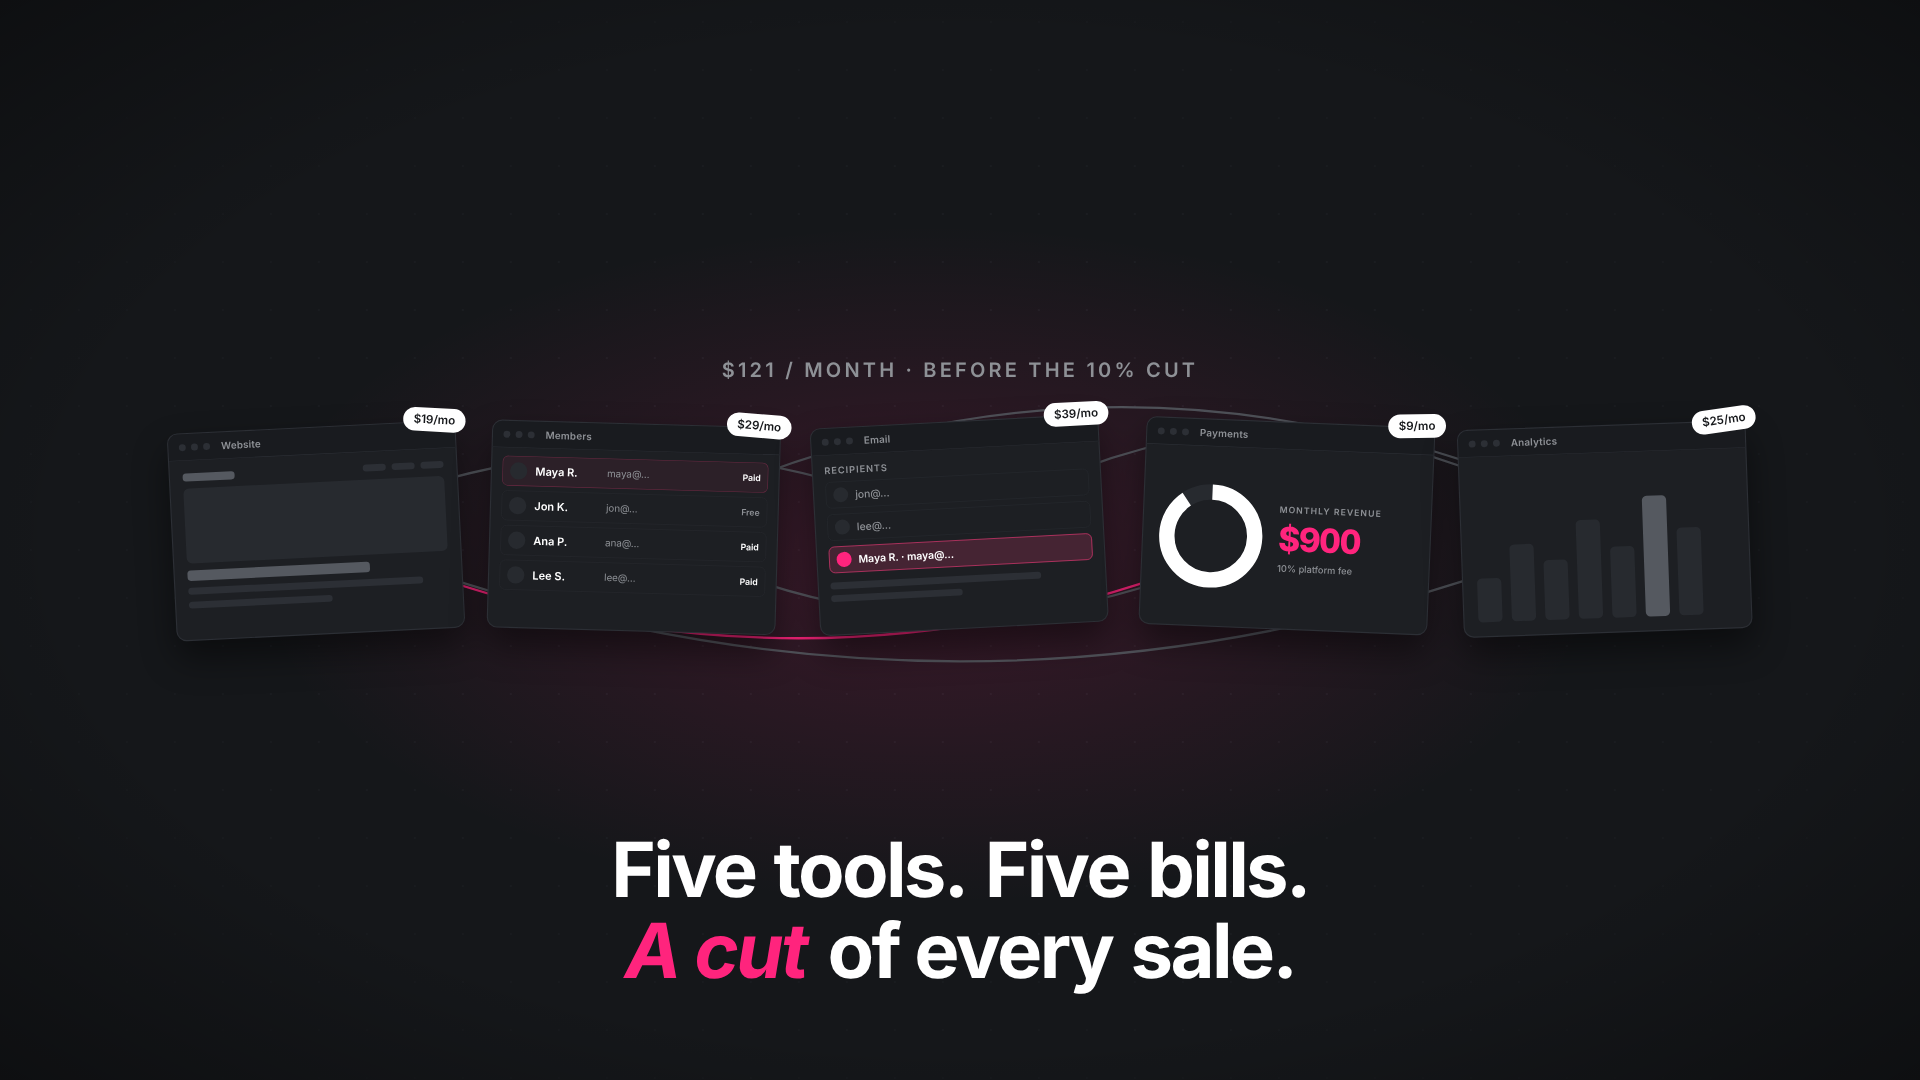 $121 / MONTH · BEFORE THE 10% CUT
Website
$19/mo
Members
$29/mo
Maya R. maya@... Paid
Jon K. jon@... Free
Ana P. ana@... Paid
Lee S. lee@... Paid
Email
$39/mo
RECIPIENTS
jon@...
lee@...
Maya R. · maya@...
Payments
$9/mo
MONTHLY REVENUE
$900
10% platform fee
Analytics
$25/mo
Five tools. Five bills.
A cut of every sale.